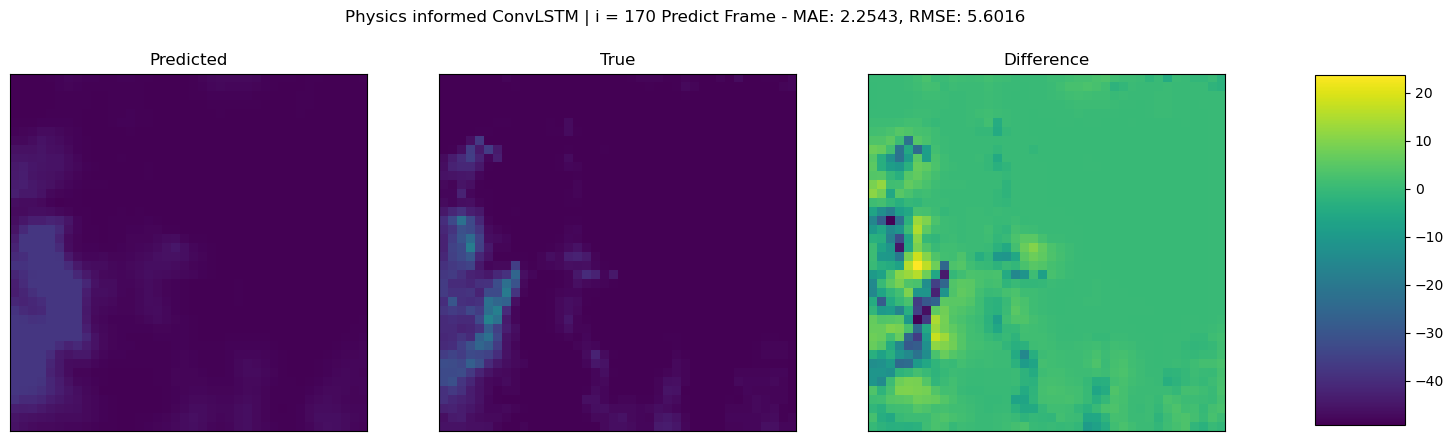 Physics informed ConvLSTM | i = 170 Predict Frame - MAE: 2.2543, RMSE: 5.6016
Predicted
True
Difference
20
10
0
−10
−20
−30
−40